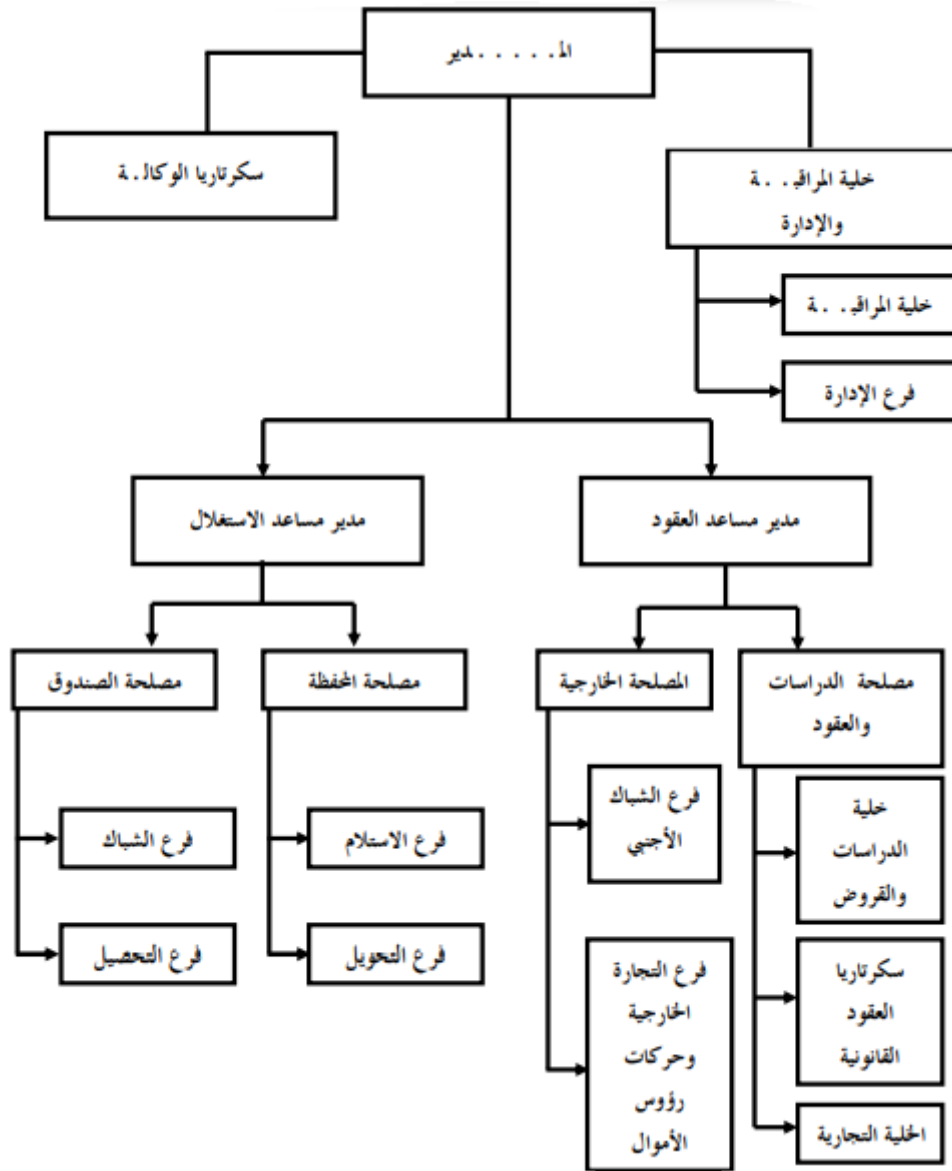 المـ . . . . ـدير
سكرتاريا الوكالـ . ـة
خلية المراقبـ . . ـة
والإدارة
خلية المراقبـ . . ـة
فرع الإدارة
مدير مساعد العقود
مدير مساعد الاستغلال
مصلحة الدراسات
والعقود
المصلحة الخارجية
مصلحة المحفظة
مصلحة الصندوق
خلية
الدراسات
والقروض
سكرتاريا
العقود
القانونية
الخلية التجارية
فرع الشباك
الأجنبي
فرع التجارة
الخارجية
وحركات
رؤوس
الأموال
فرع الاستلام
فرع التحويل
فرع الشباك
فرع التحصيل